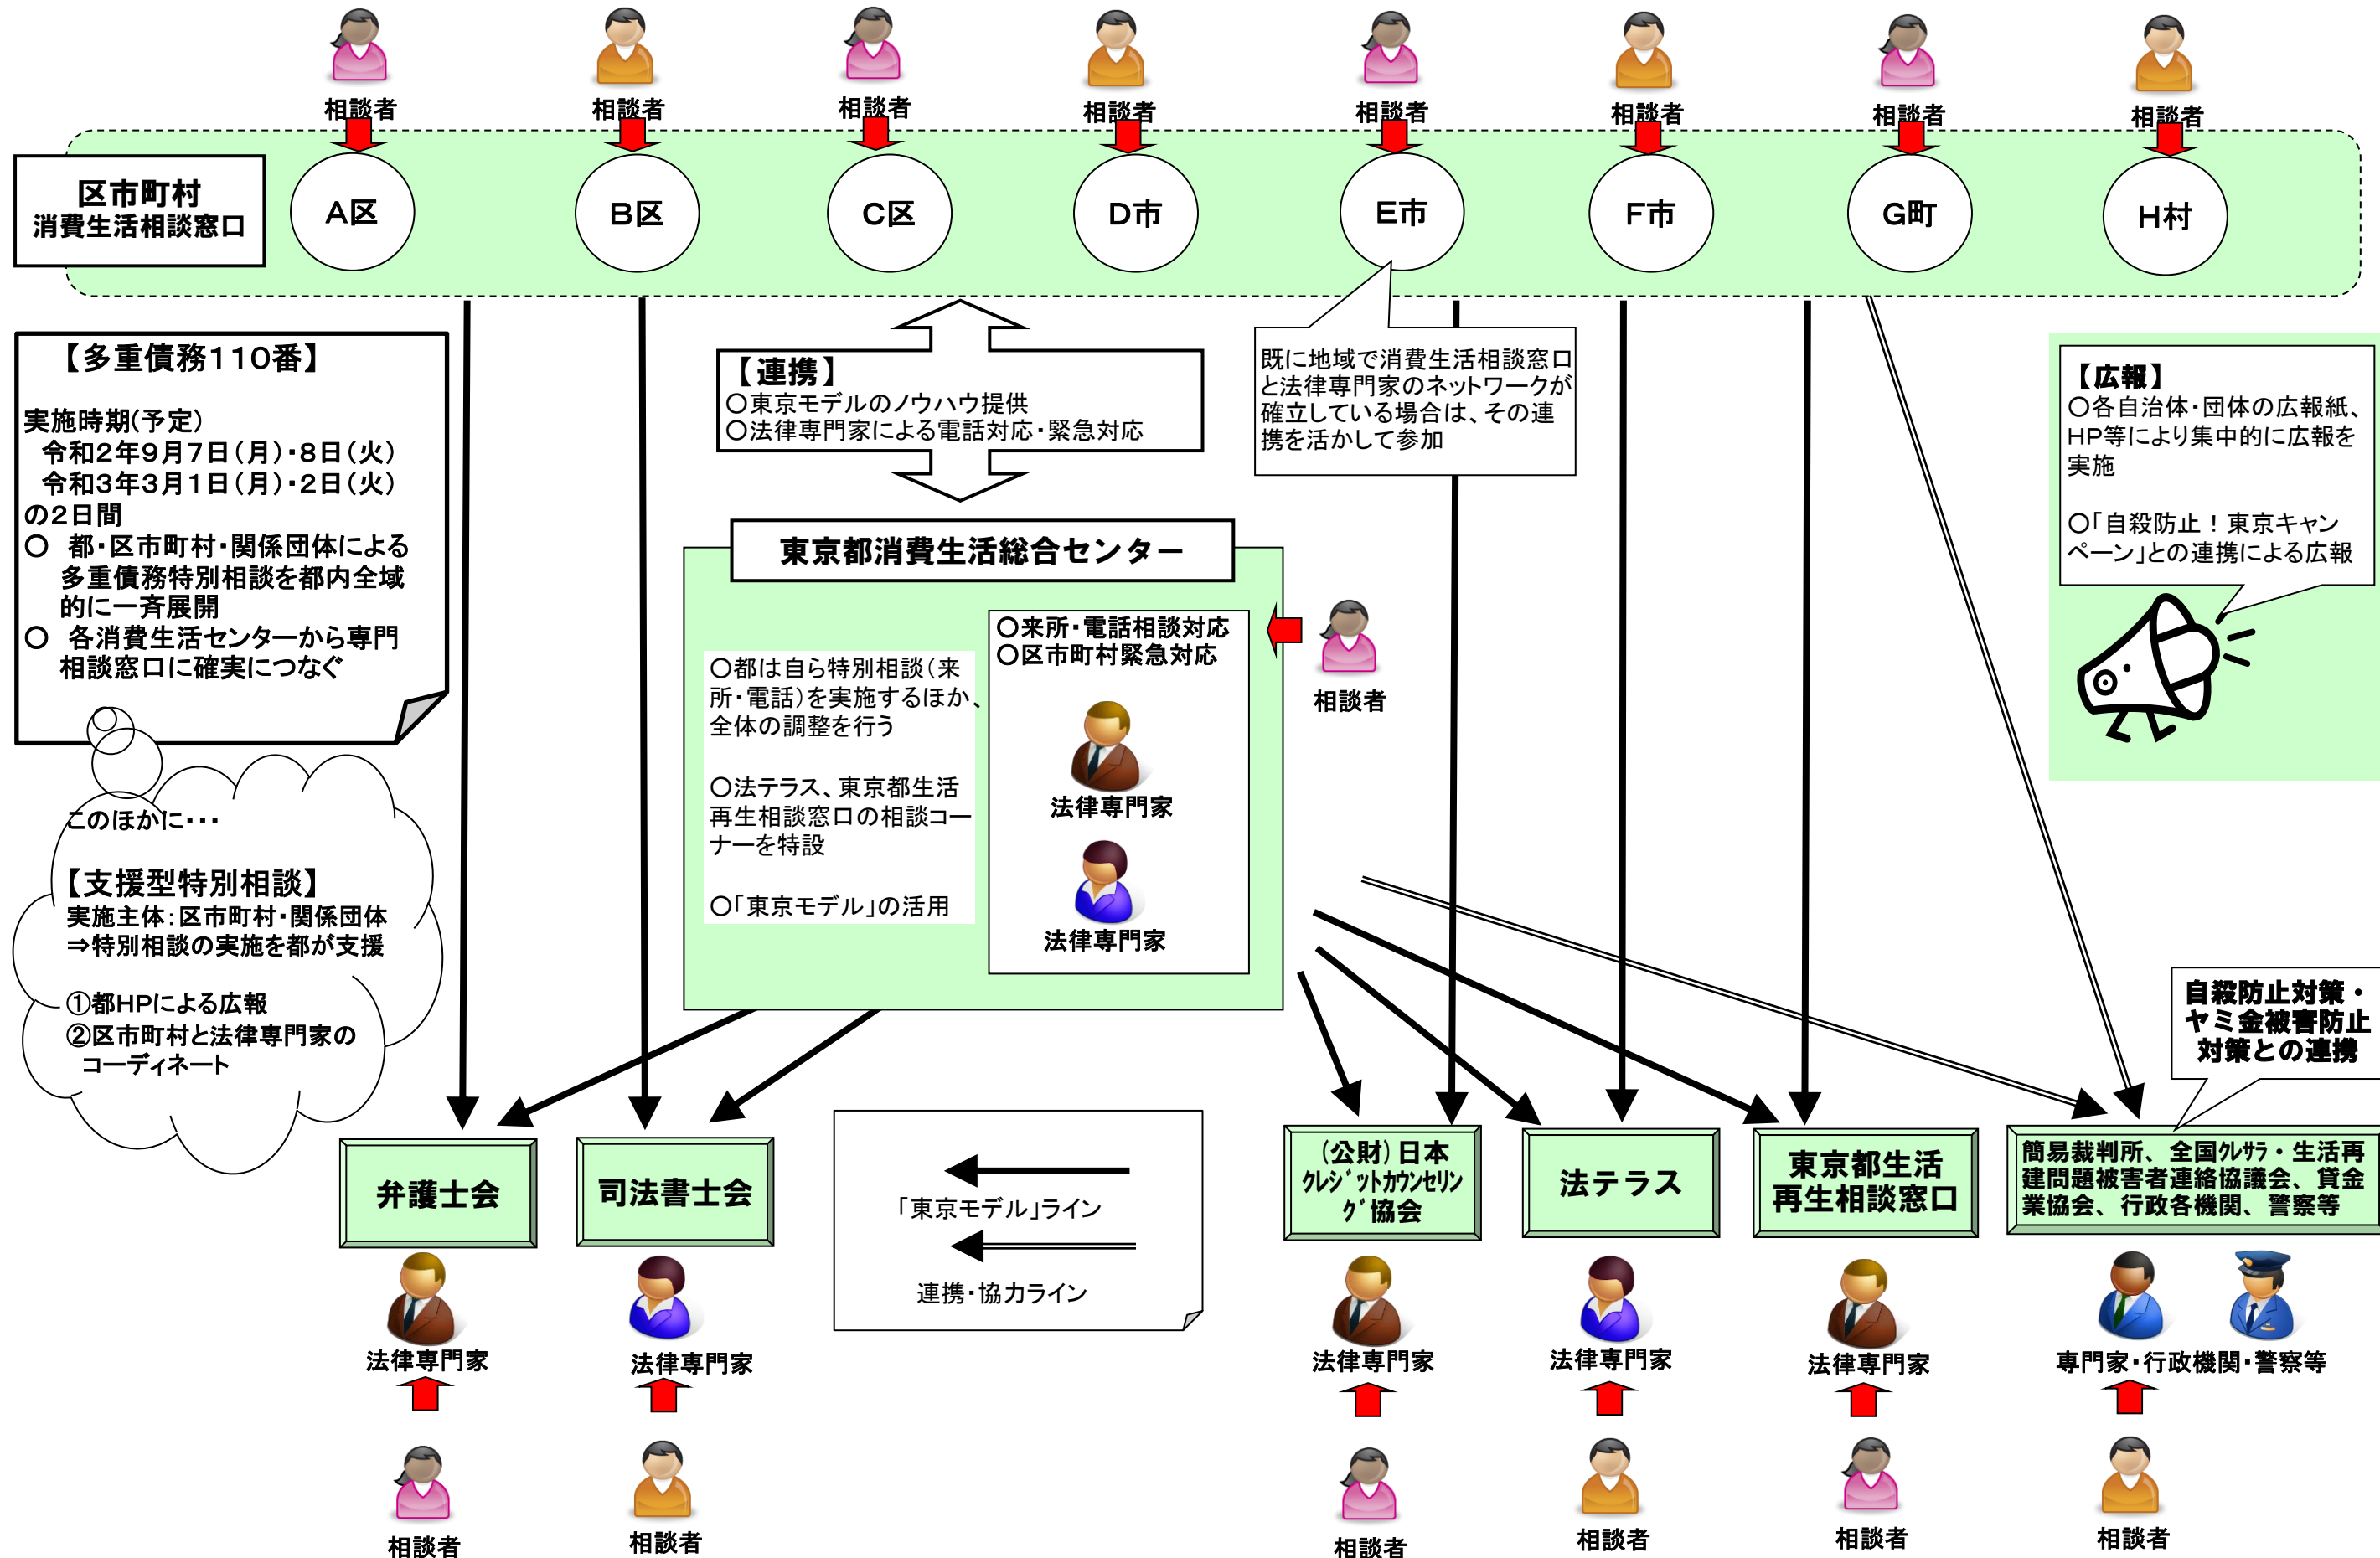 相談者
相談者
相談者
相談者
相談者
相談者
相談者
相談者
区市町村
消費生活相談窓口
A区
B区
C区
D市
E市
F市
G町
H村
【多重債務110番】
実施時期(予定)
令和2年9月7日(月)・8日(火)
令和3年3月1日(月)・2日(火)
の2日間
○ 都・区市町村・関係団体による
多重債務特別相談を都内全域
的に一斉展開
○ 各消費生活センターから専門
相談窓口に確実につなぐ
【連携】
○東京モデルのノウハウ提供
○法律専門家による電話対応・緊急対応
既に地域で消費生活相談窓口
と法律専門家のネットワークが
確立している場合は、その連
携を活かして参加
【広報】
○各自治体・団体の広報紙、
HP等により集中的に広報を
実施
○「自殺防止!東京キャン
ペーン」との連携による広報
東京都消費生活総合センター
○都は自ら特別相談(来
所・電話)を実施するほか、
全体の調整を行う
○法テラス、東京都生活
再生相談窓口の相談コー
ナーを特設
○「東京モデル」の活用
○来所・電話相談対応
○区市町村緊急対応
法律専門家
法律専門家
相談者
このほかに・・・
【支援型特別相談】
実施主体:区市町村・関係団体
⇒特別相談の実施を都が支援
①都HPによる広報
②区市町村と法律専門家の
コーディネート
自殺防止対策・
ヤミ金被害防止
対策との連携
「東京モデル」ライン
連携・協力ライン
弁護士会
司法書士会
(公財)日本
クレジットカウンセリン
グ協会
法テラス
東京都生活
再生相談窓口
簡易裁判所、全国クレサラ・生活再
建問題被害者連絡協議会、貸金
業協会、行政各機関、警察等
法律専門家
法律専門家
法律専門家
法律専門家
法律専門家
専門家・行政機関・警察等
相談者
相談者
相談者
相談者
相談者
相談者